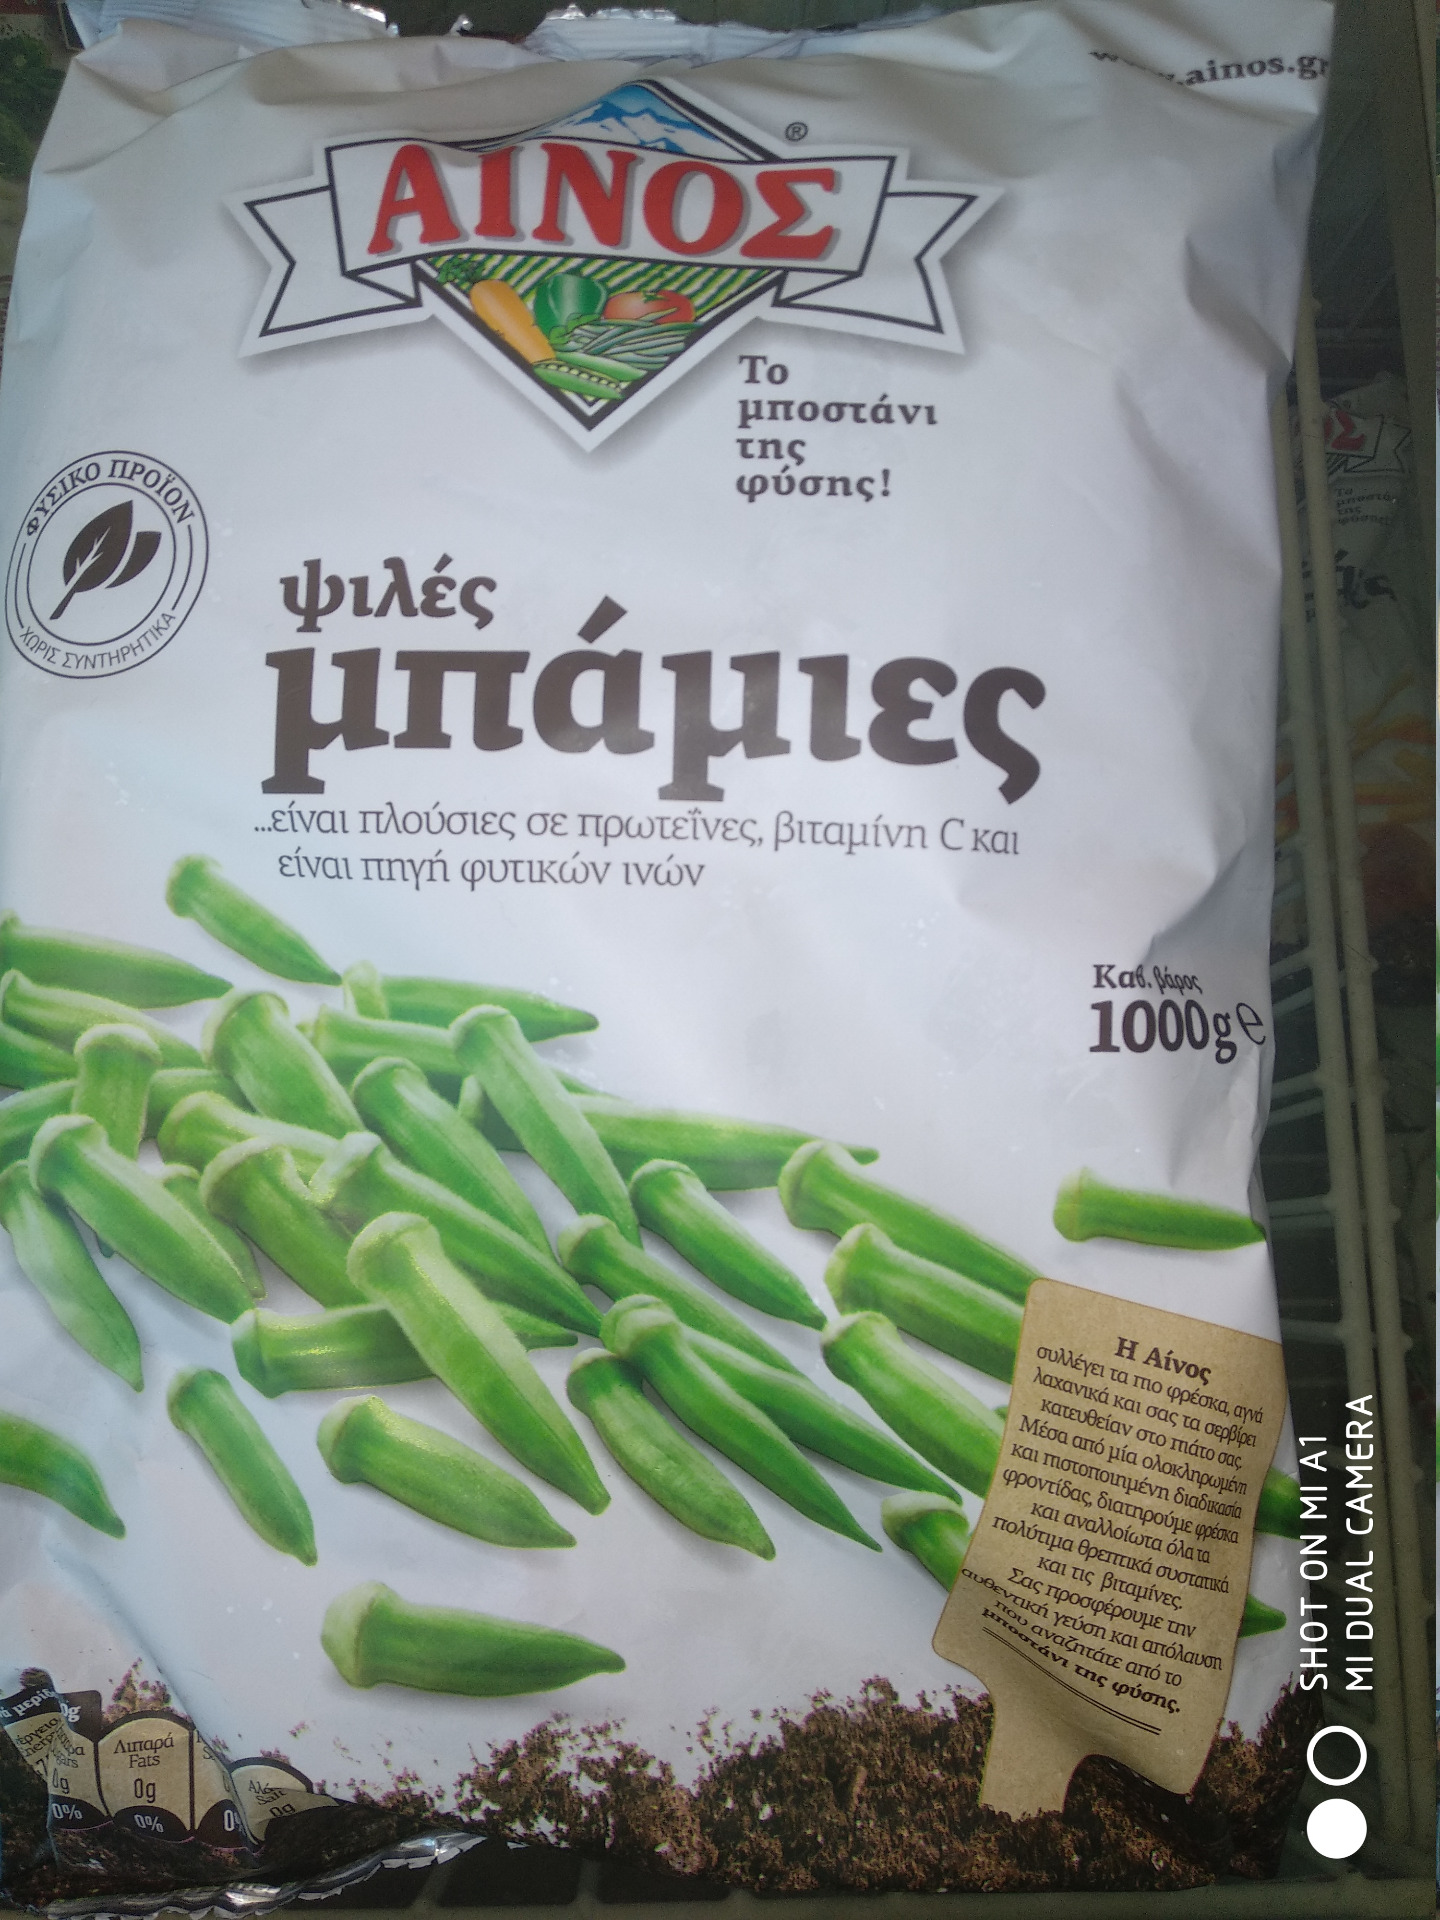 .ainos.gr
ΑΙΝΟΣ®
Το
μποστάνι
της
φύσης!
ΦΥΣΙΚΟ ΠΡΟΪΟΝ
ΧΩΡΙΣ ΣΥΝΤΗΡΗΤΙΚΑ
ψιλές
μπάμιες
...είναι πλούσιες σε πρωτεΐνες, βιταμίνη C και
είναι πηγή φυτικών ινών
Καθ. βάρος
1000g e
Η Αίνος
συλλέγει τα πιο φρέσκα, αγνά
λαχανικά και σας τα σερβίρει
κατευθείαν στο πιάτο σας.
Μέσα από μία ολοκληρωμένη
και πιστοποιημένη διαδικασία
φροντίδας, διατηρούμε φρέσκα
και αναλλοίωτα όλα τα
πολύτιμα θρεπτικά συστατικά
και τις βιταμίνες.
Σας προσφέρουμε την
αυθεντική γεύση και απόλαυση
που αναζητάτε από το
μποστάνι της φύσης.
Λιπαρά
Fats
0g
0%
Salt
0g
SHOT ON MI A1
MI DUAL CAMERA